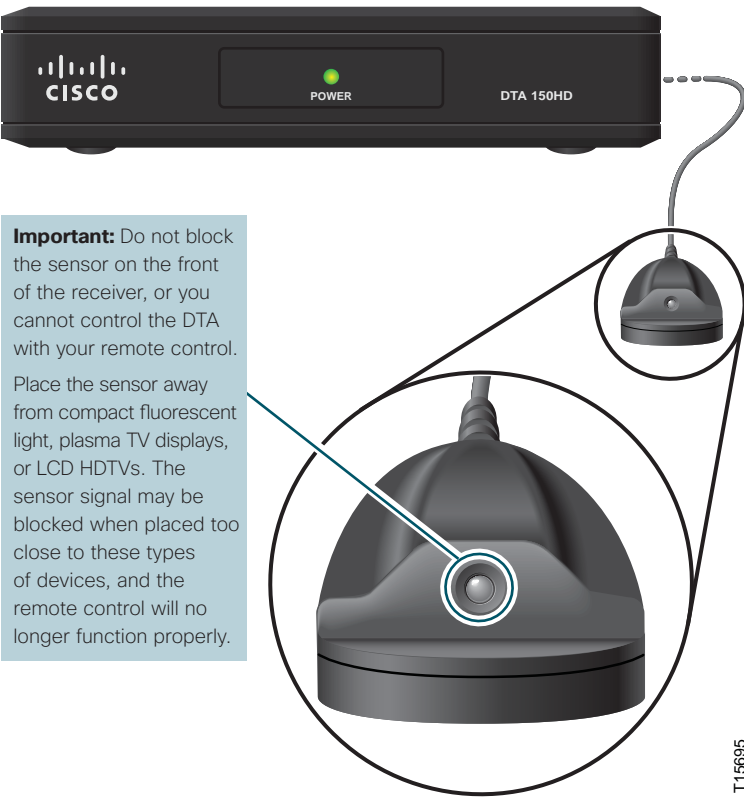 CISCO
POWER
DTA 150HD
Important: Do not block
the sensor on the front
of the receiver, or you
cannot control the DTA
with your remote control.
Place the sensor away
from compact fluorescent
light, plasma TV displays,
or LCD HDTVs. The
sensor signal may be
blocked when placed too
close to these types
of devices, and the
remote control will no
longer function properly.
T15695